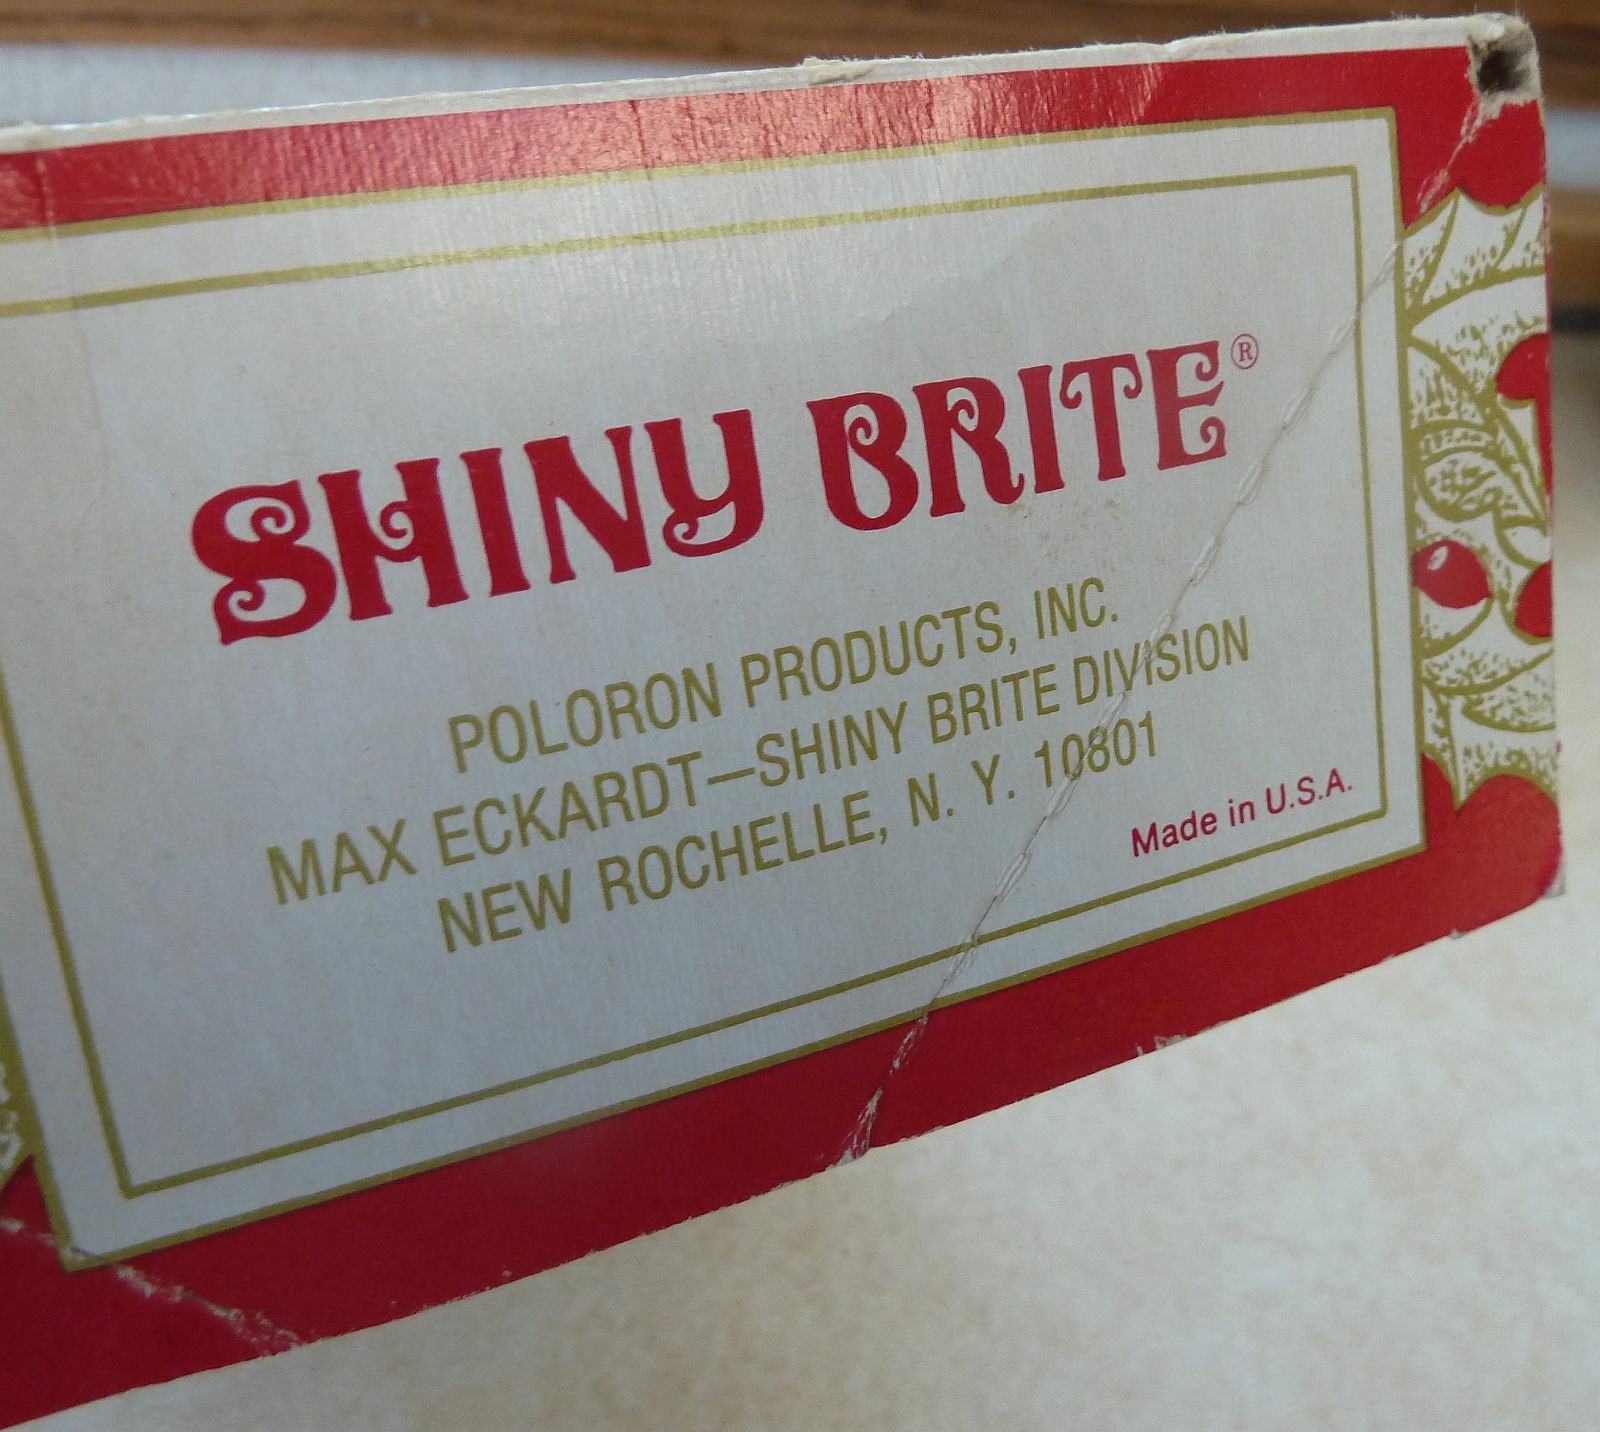 SHINY BRITE®
POLORON PRODUCTS, INC.
MAX ECKARDT—SHINY BRITE DIVISION
NEW ROCHELLE, N. Y. 10801
Made in U.S.A.